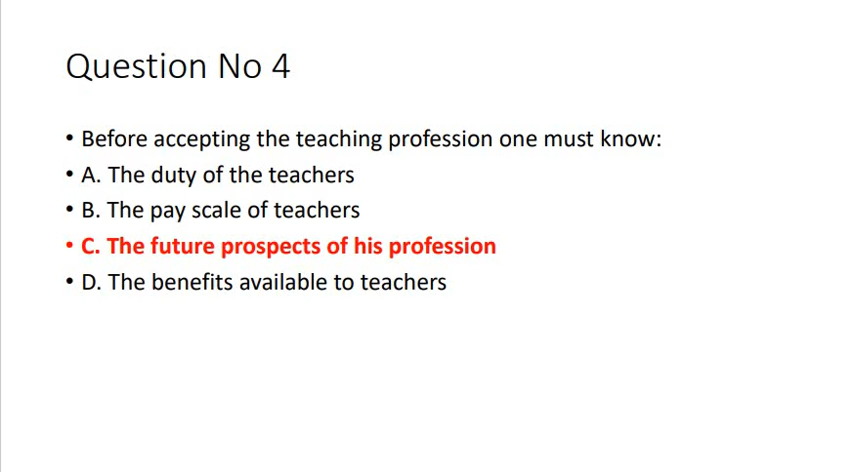 Question No 4
• Before accepting the teaching profession one must know:
• A. The duty of the teachers
• B. The pay scale of teachers
• C. The future prospects of his profession
• D. The benefits available to teachers